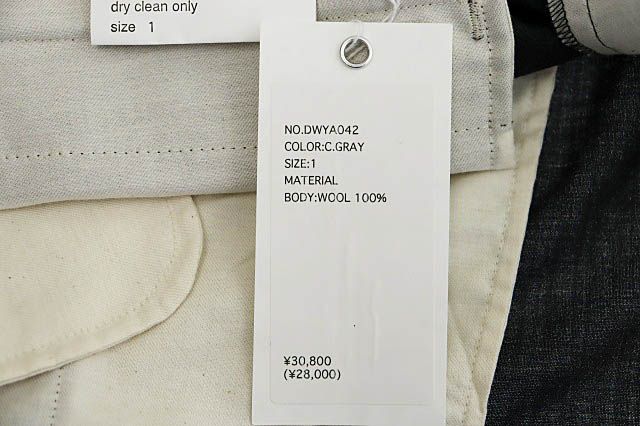 dry clean only
size 1
NO.DWYA042
COLOR:C.GRAY
SIZE:1
MATERIAL
BODY:WOOL 100%
¥30,800
(¥28,000)